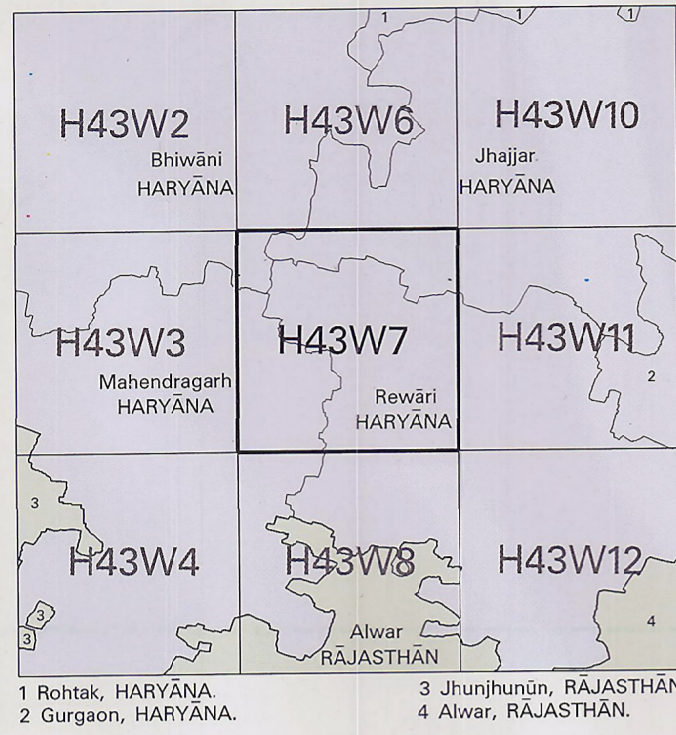 1
1
H43W2
H43W6
H43W10
Bhiwāni
HARYĀNA
Jhajjar
HARYĀNA
H43W3
H43W7
H43W11
Mahendragarh
HARYĀNA
Rewāri
HARYĀNA
2
3
H43W4
H43W8
H43W12
3
3
Alwar
RĀJASTHĀN
4
1 Rohtak, HARYĀNA.
2 Gurgaon, HARYĀNA.
3 Jhunjhunūn, RĀJASTHĀN
4 Alwar, RĀJASTHĀN.